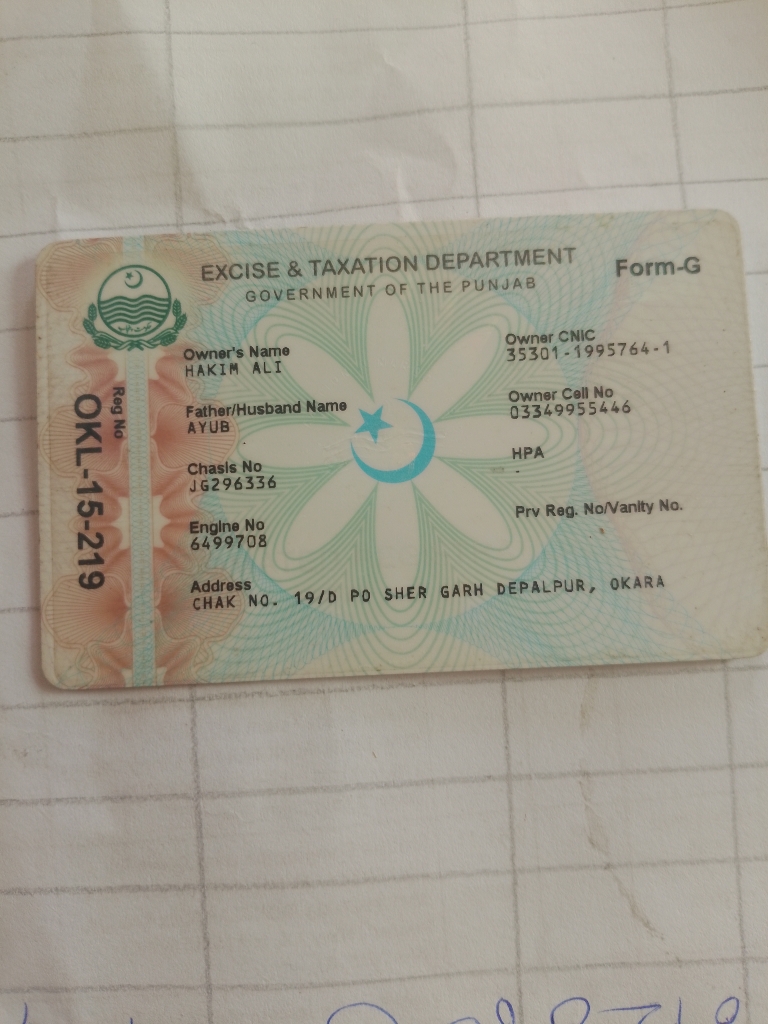 EXCISE & TAXATION DEPARTMENT
GOVERNMENT OF THE PUNJAB
Form-G
Reg No
OKL-15-219
Owner's Name
HAKIM ALI
Father/Husband Name
AYUB
Chasis No
JG296336
Engine No
6499708
Address
CHAK NO. 19/D PO SHER GARH DEPALPUR, OKARA
Owner CNIC
35301-1995764-1
Owner Cell No
03349955446
HPA
-
Prv Reg. No/Vanity No.